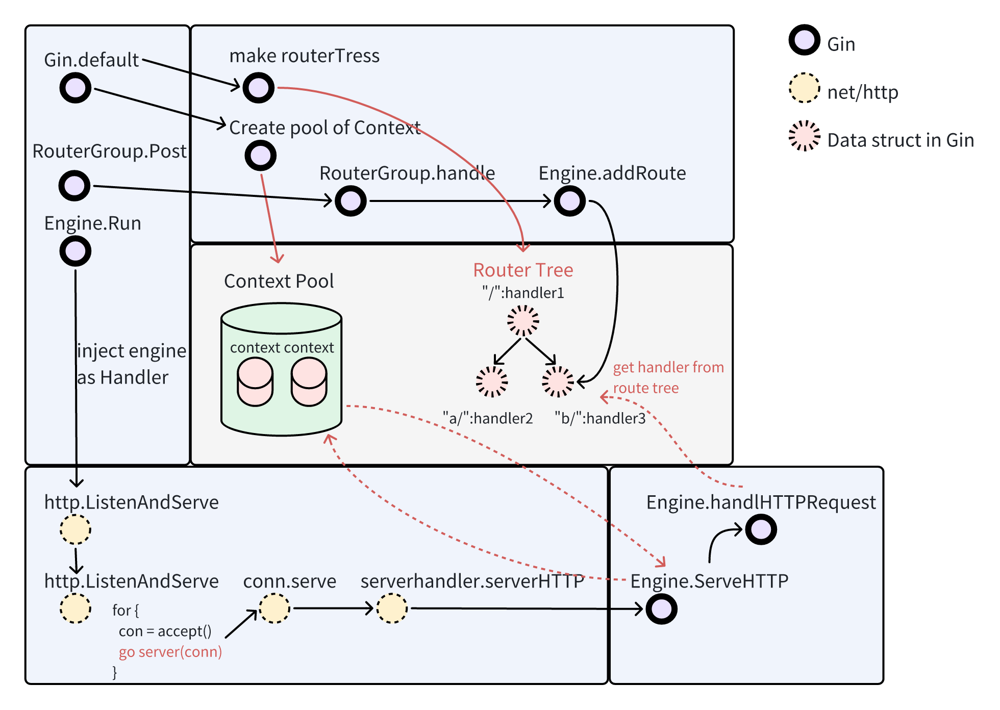 Gin.default
make routerTress
Create pool of Context
RouterGroup.Post
RouterGroup.handle
Engine.addRoute
Engine.Run
Gin
net/http
Data struct in Gin
Context Pool
context context
Router Tree
"/":handler1
"a/":handler2
"b/":handler3
get handler from
route tree
inject engine
as Handler
http.ListenAndServe
http.ListenAndServe
for {
con = accept()
go server(conn)
}
conn.serve
serverhandler.serverHTTP
Engine.handlHTTPRequest
Engine.ServeHTTP